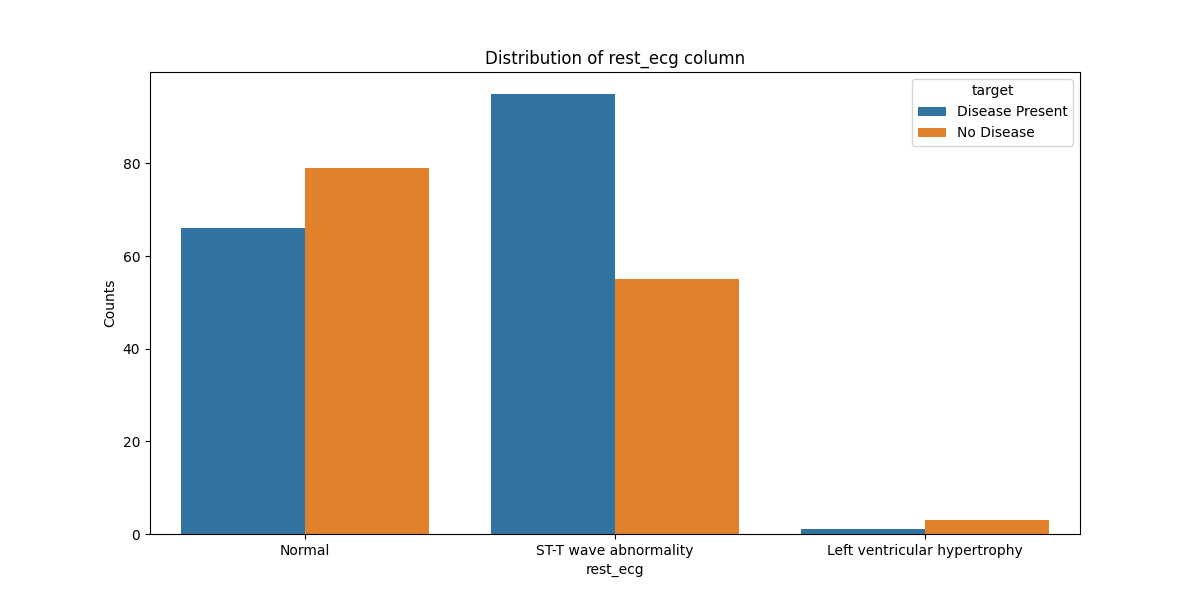 Distribution of rest_ecg column
target
Disease Present
No Disease
Counts
80
60
40
20
0
Normal
ST-T wave abnormality
Left ventricular hypertrophy
rest_ecg